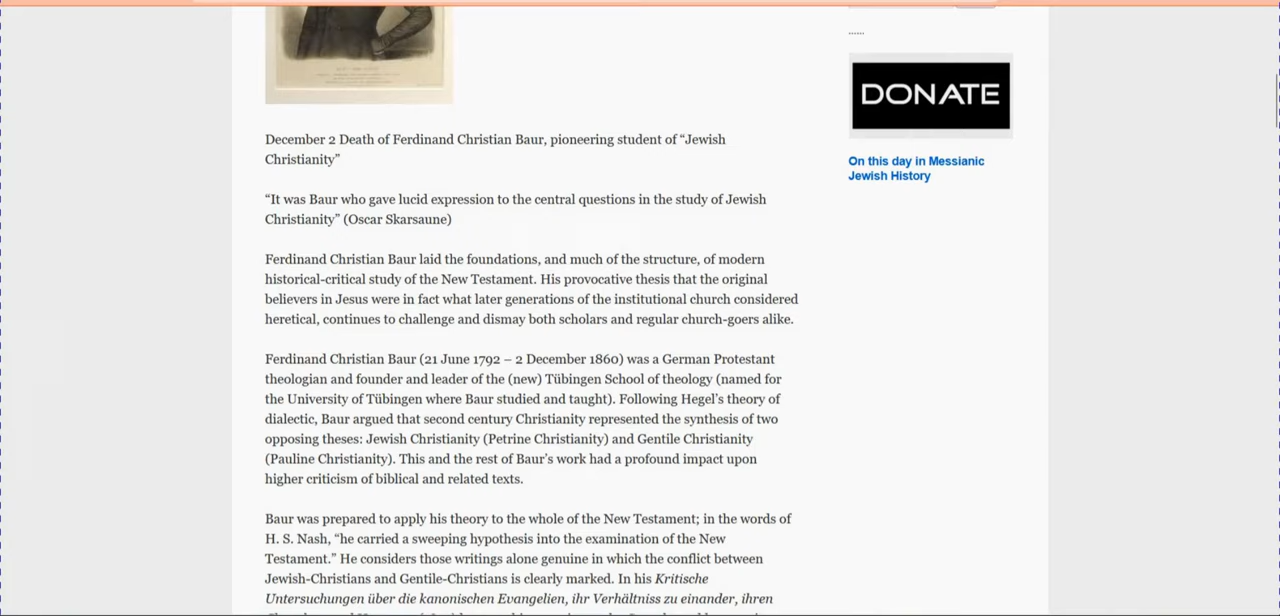 ......
DONATE
On this day in Messianic
Jewish History
December 2 Death of Ferdinand Christian Baur, pioneering student of “Jewish
Christianity”
“It was Baur who gave lucid expression to the central questions in the study of Jewish
Christianity” (Oscar Skarsaune)
Ferdinand Christian Baur laid the foundations, and much of the structure, of modern
historical-critical study of the New Testament. His provocative thesis that the original
believers in Jesus were in fact what later generations of the institutional church considered
heretical, continues to challenge and dismay both scholars and regular church-goers alike.
Ferdinand Christian Baur (21 June 1792 – 2 December 1860) was a German Protestant
theologian and founder and leader of the (new) Tübingen School of theology (named for
the University of Tübingen where Baur studied and taught). Following Hegel’s theory of
dialectic, Baur argued that second century Christianity represented the synthesis of two
opposing theses: Jewish Christianity (Petrine Christianity) and Gentile Christianity
(Pauline Christianity). This and the rest of Baur’s work had a profound impact upon
higher criticism of biblical and related texts.
Baur was prepared to apply his theory to the whole of the New Testament; in the words of
H. S. Nash, “he carried a sweeping hypothesis into the examination of the New
Testament.” He considers those writings alone genuine in which the conflict between
Jewish-Christians and Gentile-Christians is clearly marked. In his Kritische
Untersuchungen über die kanonischen Evangelien, ihr Verhältniss zu einander, ihren